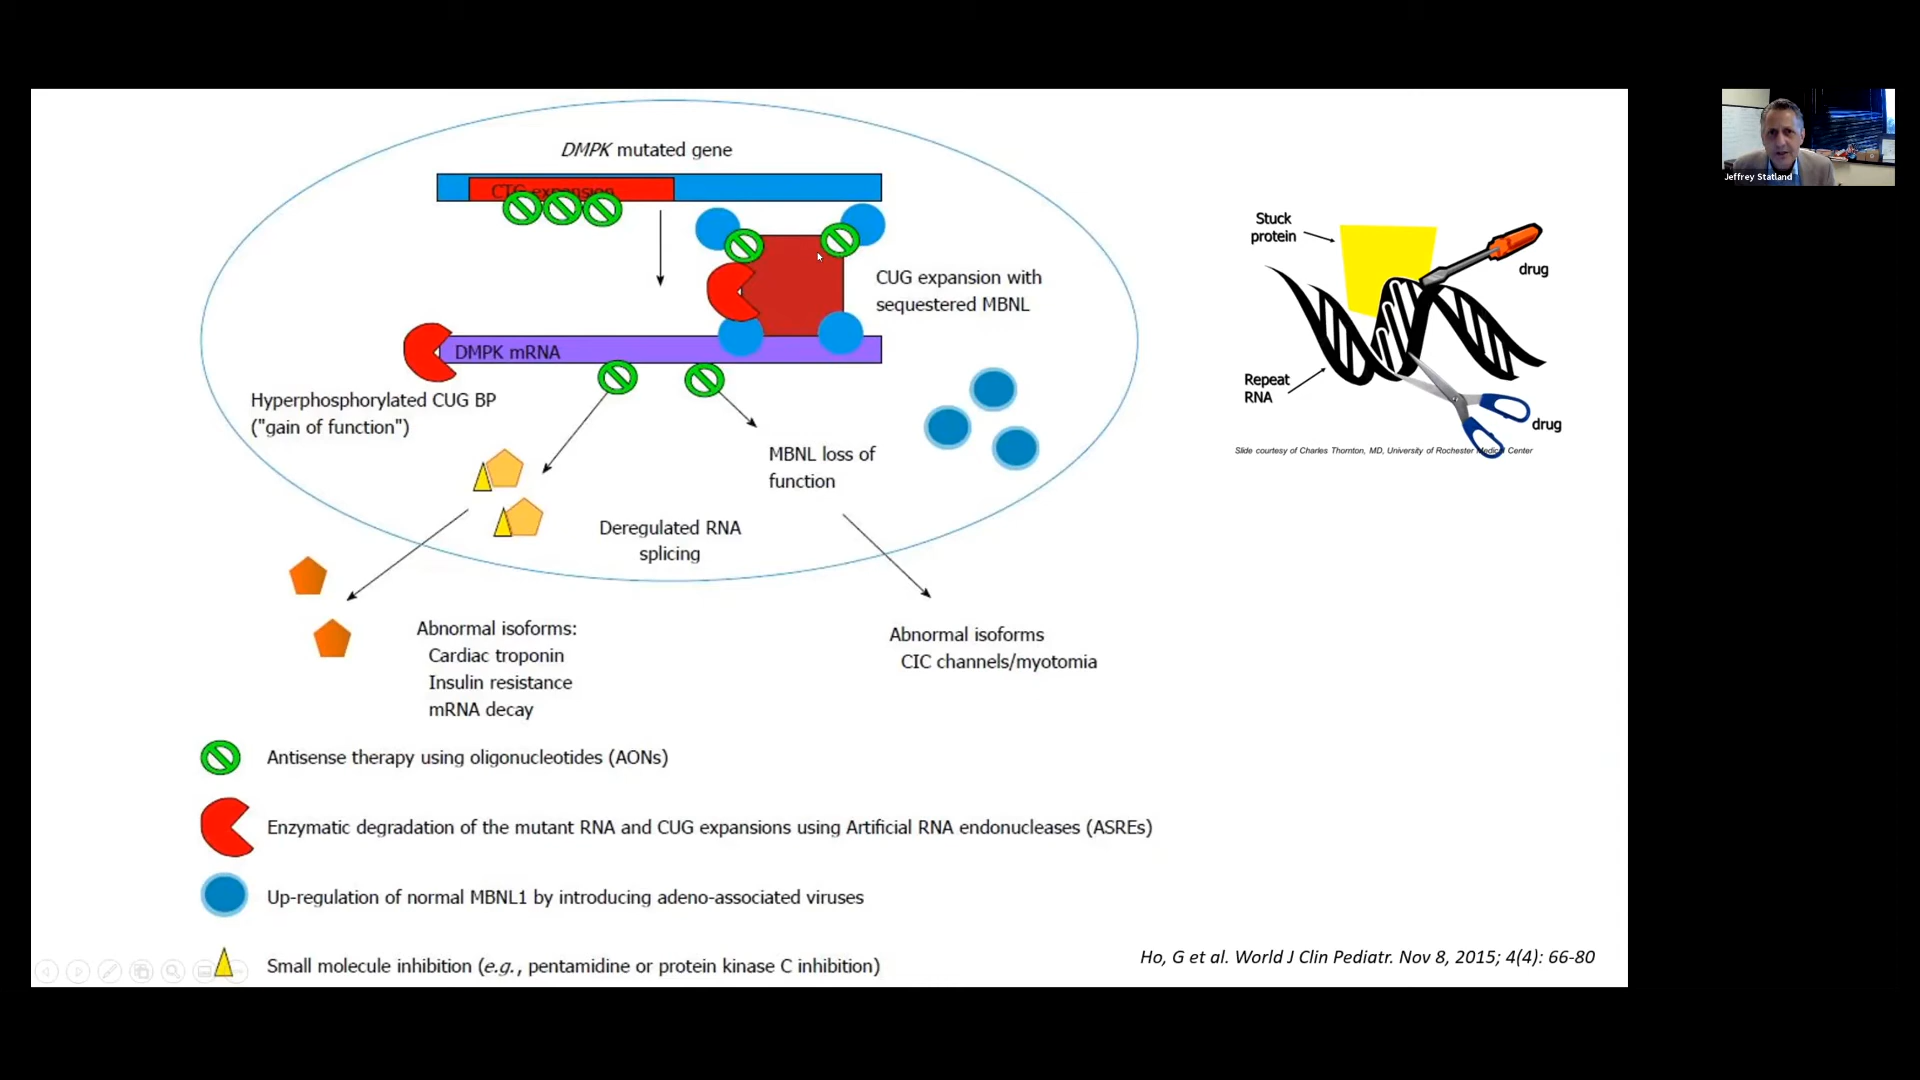 DMPK mutated gene
CTG expansion
CUG expansion with
sequestered MBNL
DMPK mRNA
Hyperphosphorylated CUG BP
("gain of function")
MBNL loss of
function
Deregulated RNA
splicing
Abnormal isoforms:
Cardiac troponin
Insulin resistance
mRNA decay
Abnormal isoforms
CIC channels/myotomia
Antisense therapy using oligonucleotides (AONs)
Enzymatic degradation of the mutant RNA and CUG expansions using Artificial RNA endonucleases (ASREs)
Up-regulation of normal MBNL1 by introducing adeno-associated viruses
Small molecule inhibition (e.g., pentamidine or protein kinase C inhibition)
Stuck
protein
drug
Repeat
RNA
drug
Slide courtesy of Charles Thornton, MD, University of Rochester Medical Center
Ho, G et al. World J Clin Pediatr. Nov 8, 2015; 4(4): 66-80
Jeffrey Statland